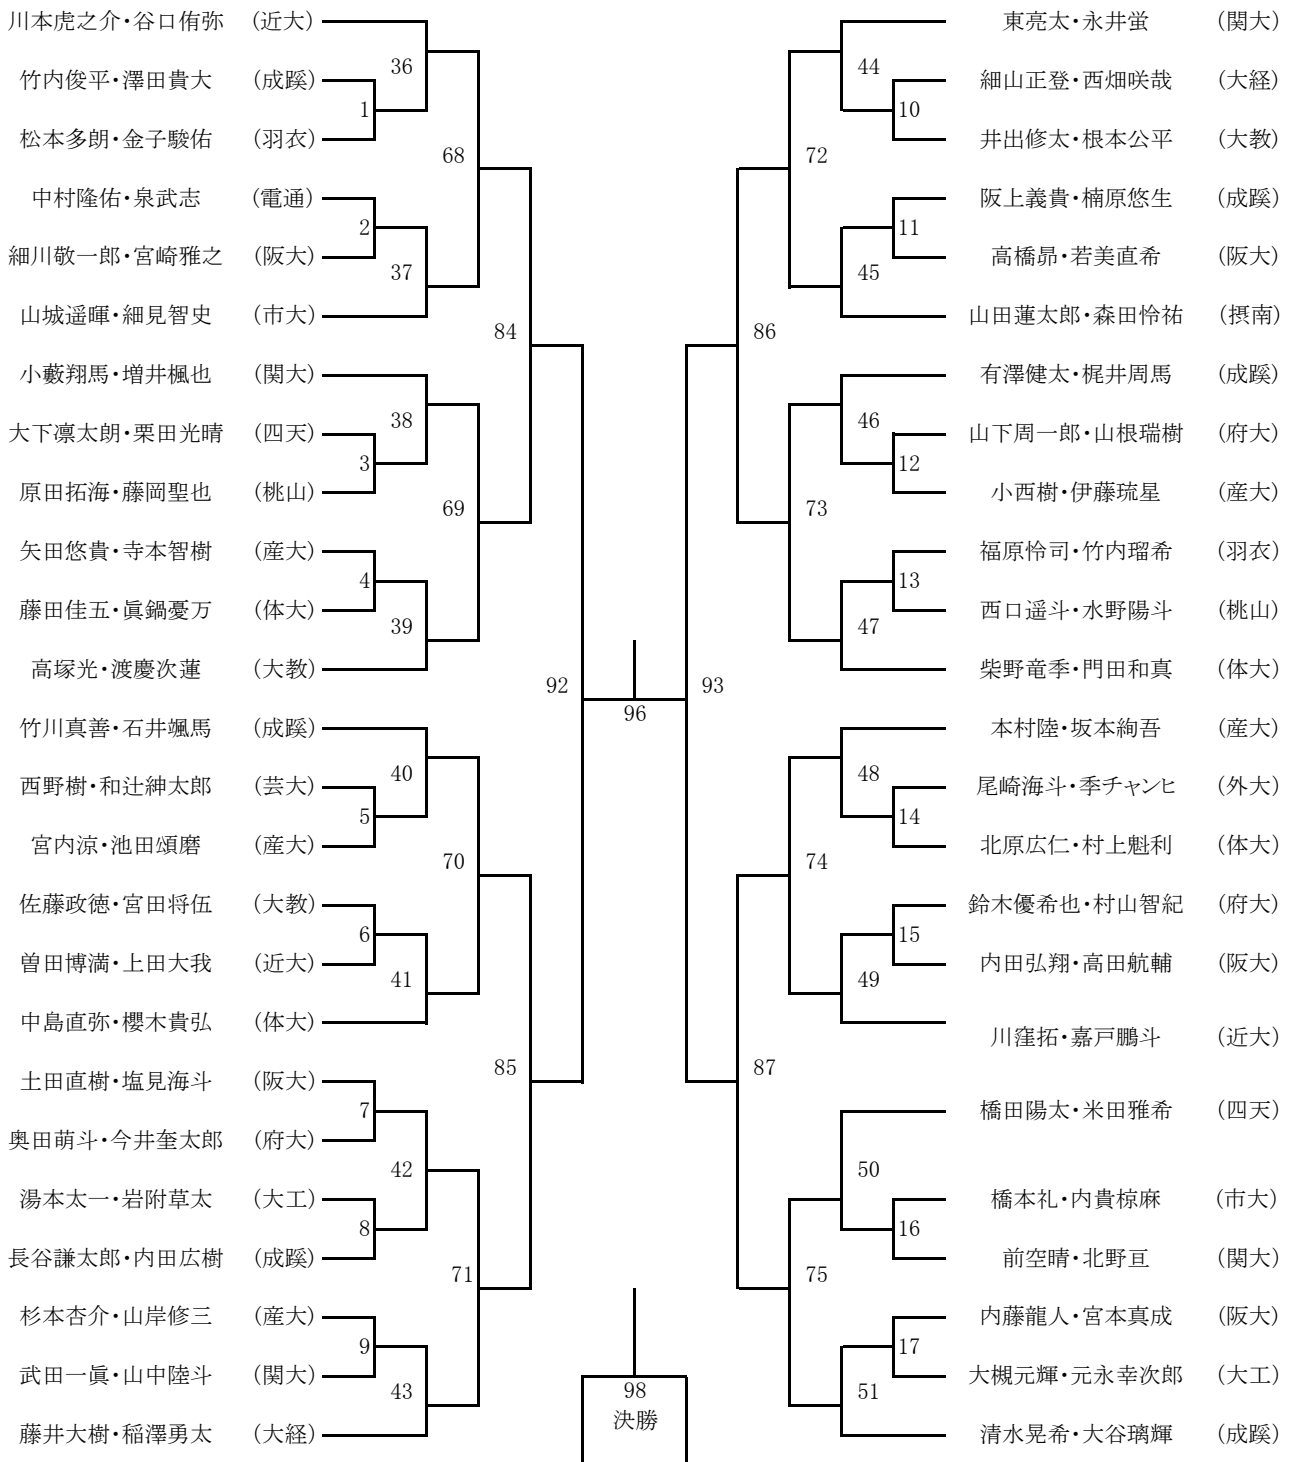 川本虎之介・谷口侑弥 (近大)
36
竹内俊平・澤田貴大 (成蹊)
1
松本多朗・金子駿佑 (羽衣)
68
中村隆佑・泉武志 (電通)
2
細川敬一郎・宮崎雅之 (阪大)
37
山城遥暉・細見智史 (市大)
84
小藪翔馬・増井楓也 (関大)
38
大下凛太朗・栗田光晴 (四天)
3
原田拓海・藤岡聖也 (桃山)
69
矢田悠貴・寺本智樹 (産大)
4
藤田佳五・眞鍋憂万 (体大)
39
高塚光・渡慶次蓮 (大教)
92
竹川真善・石井颯馬 (成蹊)
40
西野樹・和辻紳太郎 (芸大)
5
宮内涼・池田頌磨 (産大)
70
佐藤政徳・宮田将伍 (大教)
6
曽田博満・上田大我 (近大)
41
中島直弥・櫻木貴弘 (体大)
85
土田直樹・塩見海斗 (阪大)
7
奥田萌斗・今井奎太郎 (府大)
42
湯本太一・岩附草太 (大工)
8
長谷謙太郎・内田広樹 (成蹊)
71
杉本杏介・山岸修三 (産大)
9
武田一眞・山中陸斗 (関大)
43
藤井大樹・稲澤勇太 (大経)
96
98
決勝
東亮太・永井蛍 (関大)
44
細山正登・西畑咲哉 (大経)
10
井出修太・根本公平 (大教)
72
阪上義貴・楠原悠生 (成蹊)
11
高橋昴・若美直希 (阪大)
45
山田蓮太郎・森田怜祐 (摂南)
86
有澤健太・梶井周馬 (成蹊)
46
山下周一郎・山根瑞樹 (府大)
12
小西樹・伊藤琉星 (産大)
73
福原怜司・竹内瑠希 (羽衣)
13
西口遥斗・水野陽斗 (桃山)
47
柴野竜季・門田和真 (体大)
93
本村陸・坂本絢吾 (産大)
48
尾崎海斗・季チャンヒ (外大)
14
北原広仁・村上魁利 (体大)
74
鈴木優希也・村山智紀 (府大)
15
内田弘翔・高田航輔 (阪大)
49
川窪拓・嘉戸鵬斗 (近大)
87
橋田陽太・米田雅希 (四天)
50
橋本礼・内貴椋麻 (市大)
16
前空晴・北野亘 (関大)
75
内藤龍人・宮本真成 (阪大)
17
大槻元輝・元永幸次郎 (大工)
51
清水晃希・大谷璃輝 (成蹊)